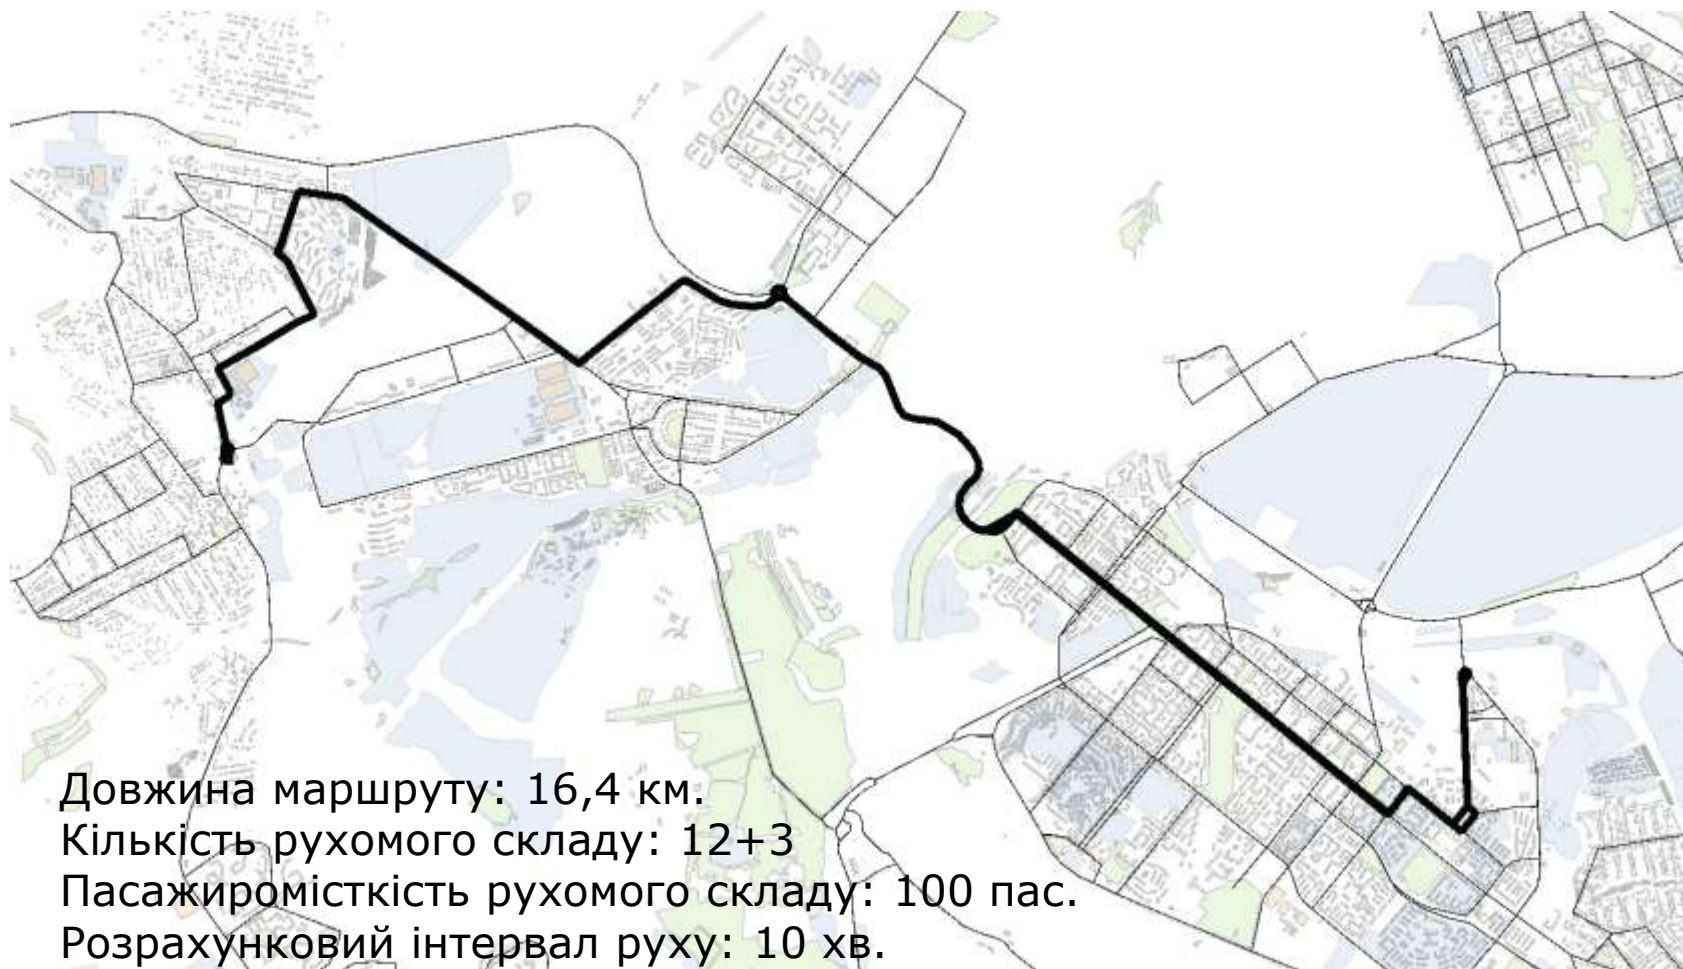 Довжина маршруту: 16,4 км.
Кількість рухомого складу: 12+3
Пасажиромісткість рухомого складу: 100 пас.
Розрахунковий інтервал руху: 10 хв.